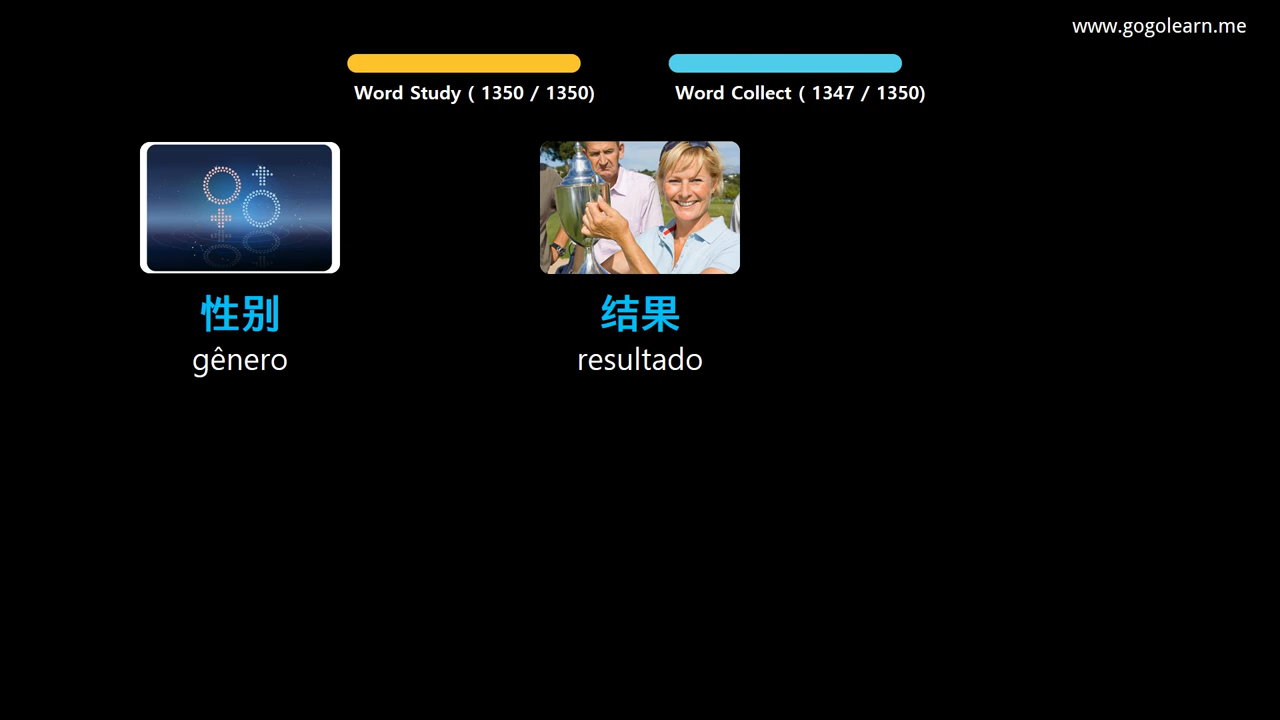 www.gogolearn.me
Word Study ( 1350 / 1350)
Word Collect ( 1347 / 1350)
性别
gênero
结果
resultado